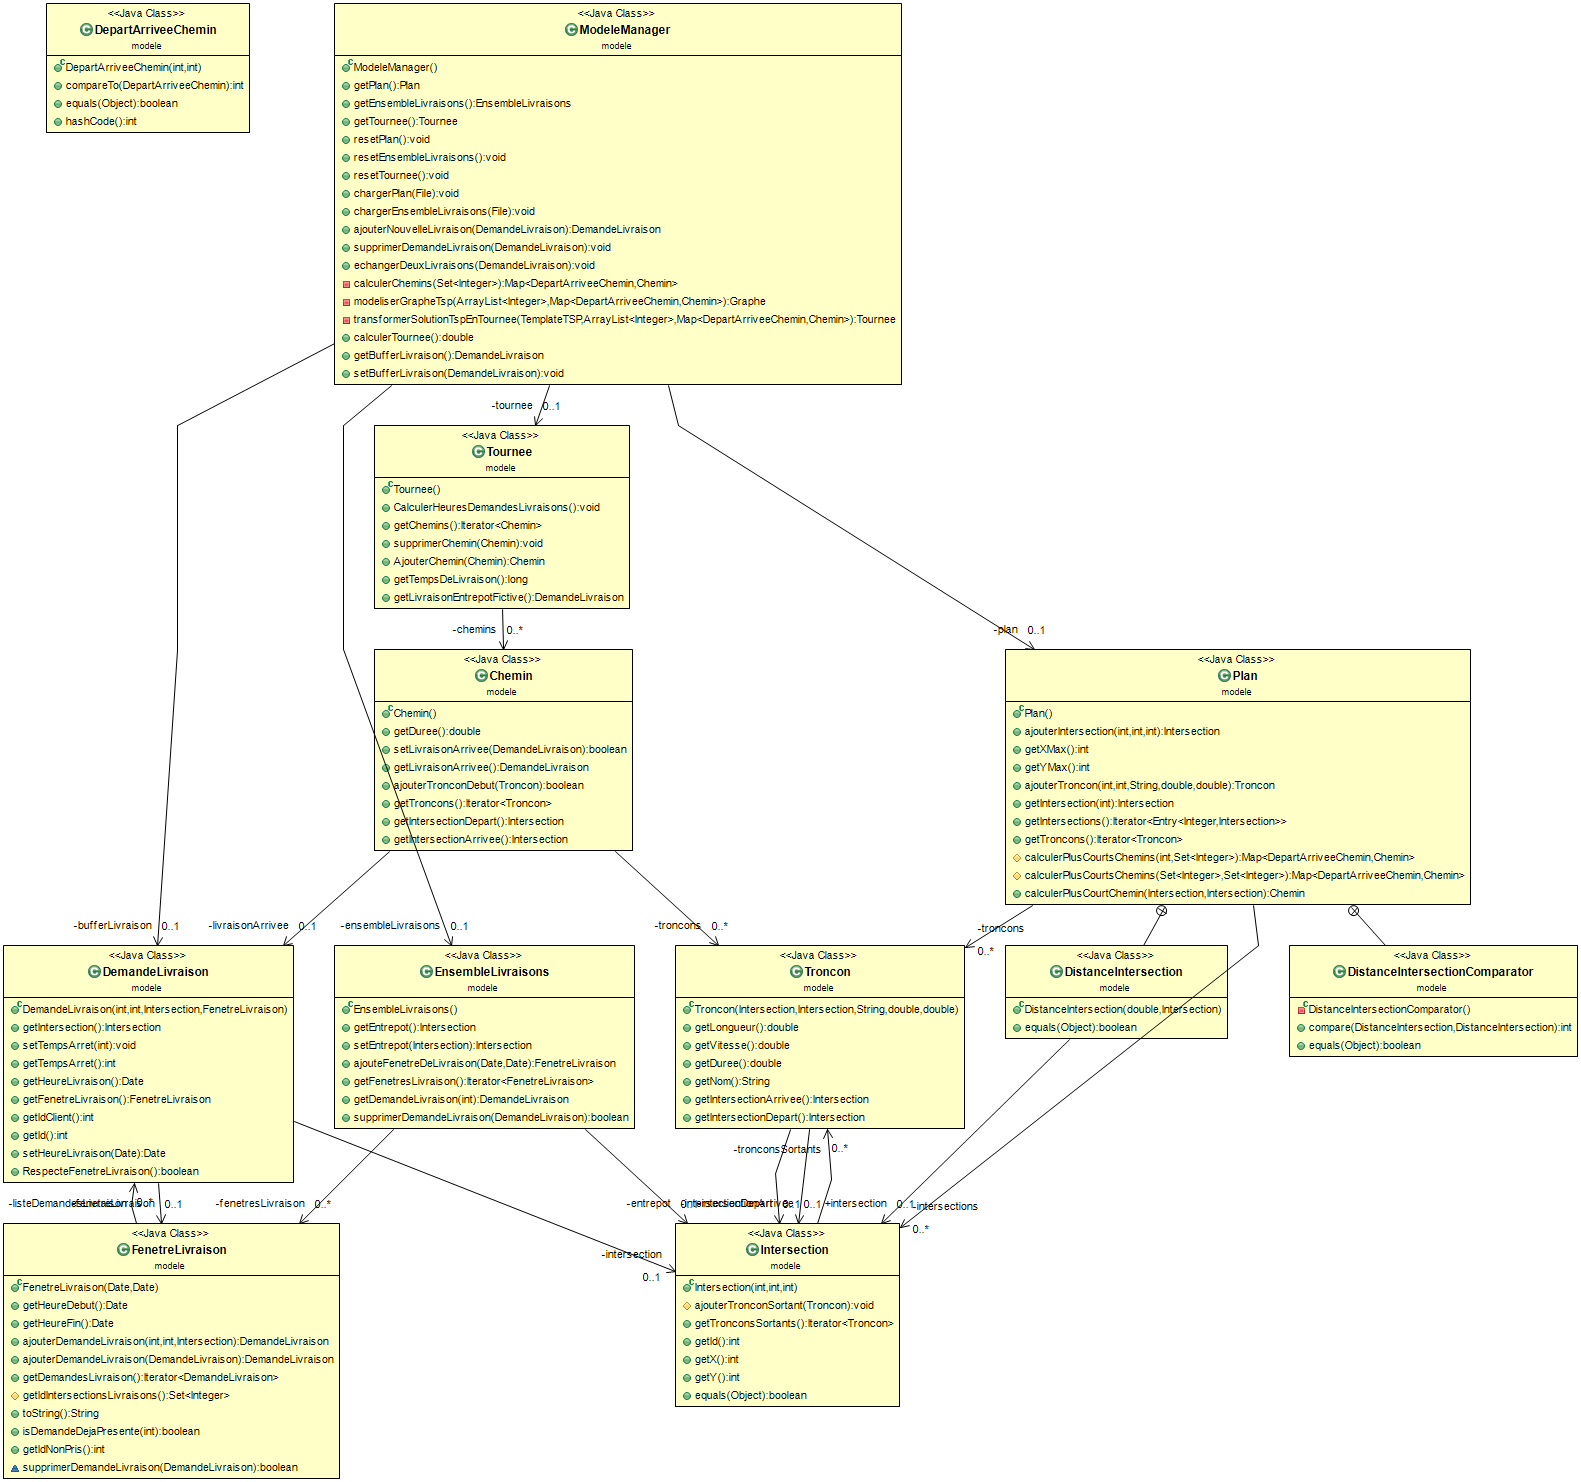 <<Java Class>>
DepartArriveeChemin
modele
DepartArriveeChemin(int,int)
compareTo(DepartArriveeChemin):int
equals(Object):boolean
hashCode():int
<<Java Class>>
ModeleManager
modele
ModeleManager()
getPlan():Plan
getEnsembleLivraisons():EnsembleLivraisons
getTournee():Tournee
resetPlan():void
resetEnsembleLivraisons():void
resetTournee():void
chargerPlan(File):void
chargerEnsembleLivraisons(File):void
ajouterNouvelleLivraison(DemandeLivraison):DemandeLivraison
supprimerDemandeLivraison(DemandeLivraison):void
echangerDeuxLivraisons(DemandeLivraison):void
calculerChemins(Set<Integer>):Map<DepartArriveeChemin,Chemin>
modeliserGrapheTsp(ArrayList<Integer>,Map<DepartArriveeChemin,Chemin>):Graphe
transformerSolutionTspEnTournee(TemplateTSP,ArrayList<Integer>,Map<DepartArriveeChemin,Chemin>):Tournee
calculerTournee():double
getBufferLivraison():DemandeLivraison
setBufferLivraison(DemandeLivraison):void
-tournee 0..1
<<Java Class>>
Tournee
modele
Tournee()
CalculerHeuresDemandesLivraisons():void
getChemins():Iterator<Chemin>
supprimerChemin(Chemin):void
AjouterChemin(Chemin):Chemin
getTempsDeLivraison():long
getLivraisonEntrepotFictive():DemandeLivraison
-chemins 0..*
-plan 0..1
<<Java Class>>
Chemin
modele
Chemin()
getDuree():double
setLivraisonArrivee(DemandeLivraison):boolean
getLivraisonArrivee():DemandeLivraison
ajouterTronconDebut(Troncon):boolean
getTroncons():Iterator<Troncon>
getIntersectionDepart():Intersection
getIntersectionArrivee():Intersection
<<Java Class>>
Plan
modele
Plan()
ajouterIntersection(int,int,int):Intersection
getXMax():int
getYMax():int
ajouterTroncon(int,int,String,double,double):Troncon
getIntersection(int):Intersection
getIntersections():Iterator<Entry<Integer,Intersection>>
getTroncons():Iterator<Troncon>
calculerPlusCourtsChemins(int,Set<Integer>):Map<DepartArriveeChemin,Chemin>
calculerPlusCourtsChemins(Set<Integer>,Set<Integer>):Map<DepartArriveeChemin,Chemin>
calculerPlusCourtChemin(Intersection,Intersection):Chemin
-bufferLivraison 0..1
-livraisonArrivee 0..1
-ensembleLivraisons 0..1
-troncons 0..*
-troncons
0..*
<<Java Class>>
DemandeLivraison
modele
DemandeLivraison(int,int,Intersection,FenetreLivraison)
getIntersection():Intersection
setTempsArret(int):void
getTempsArret():int
getHeureLivraison():Date
getFenetreLivraison():FenetreLivraison
getIdClient():int
getId():int
setHeureLivraison(Date):Date
RespecteFenetreLivraison():boolean
<<Java Class>>
EnsembleLivraisons
modele
EnsembleLivraisons()
getEntrepot():Intersection
setEntrepot(Intersection):Intersection
ajouteFenetreDeLivraison(Date,Date):FenetreLivraison
getFenetresLivraison():Iterator<FenetreLivraison>
getDemandeLivraison(int):DemandeLivraison
supprimerDemandeLivraison(DemandeLivraison):boolean
<<Java Class>>
Troncon
modele
Troncon(Intersection,Intersection,String,double,double)
getLongueur():double
getVitesse():double
getDuree():double
getNom():String
getIntersectionArrivee():Intersection
getIntersectionDepart():Intersection
<<Java Class>>
DistanceIntersection
modele
DistanceIntersection(double,Intersection)
equals(Object):boolean
<<Java Class>>
DistanceIntersectionComparator
modele
DistanceIntersectionComparator()
compare(DistanceIntersection,DistanceIntersection):int
equals(Object):boolean
-tronconsSortants 0..*
0..* 0..1
-fenetresLivraison 0..*
-entrepot
0..1 0..1
+intersection 0..1
-intersections
0..*
-intersection
0..1
<<Java Class>>
FenetreLivraison
modele
FenetreLivraison(Date,Date)
getHeureDebut():Date
getHeureFin():Date
ajouterDemandeLivraison(int,int,Intersection):DemandeLivraison
ajouterDemandeLivraison(DemandeLivraison):DemandeLivraison
getDemandesLivraison():Iterator<DemandeLivraison>
getIdIntersectionsLivraisons():Set<Integer>
toString():String
isDemandeDejaPresente(int):boolean
getIdNonPris():int
supprimerDemandeLivraison(DemandeLivraison):boolean
<<Java Class>>
Intersection
modele
Intersection(int,int,int)
ajouterTronconSortant(Troncon):void
getTronconsSortants():Iterator<Troncon>
getId():int
getX():int
getY():int
equals(Object):boolean